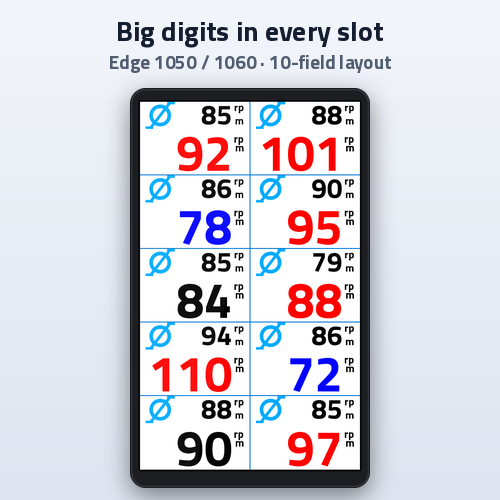 Big digits in every slot
Edge 1050 / 1060 · 10-field layout
85 rpm 88 rpm
92 rpm 101 rpm
86 rpm 90 rpm
78 rpm 95 rpm
85 rpm 79 rpm
84 rpm 88 rpm
94 rpm 86 rpm
110 rpm 72 rpm
88 rpm 85 rpm
90 rpm 97 rpm